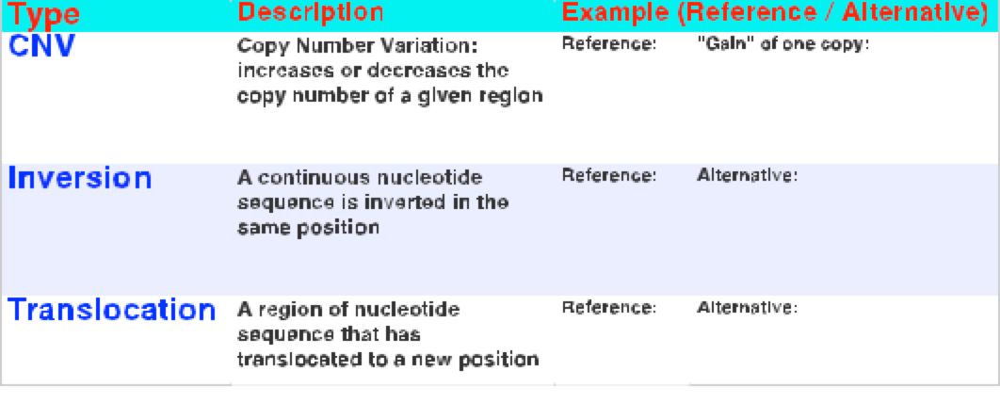 Type Description Example (Reference / Alternative)
CNV
Copy Number Variation:
increases or decreases the
copy number of a given region
Reference: "Gain" of one copy:
Inversion
A continuous nucleotide
sequence is inverted in the
same position
Reference: Alternative:
Translocation
A region of nucleotide
sequence that has
translocated to a new position
Reference: Alternative: